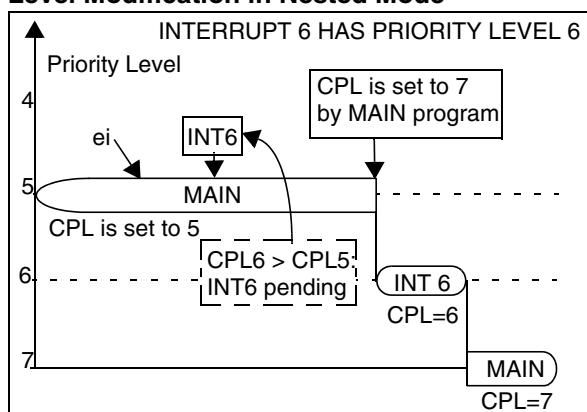 Level Modification in Nested Mode
INTERRUPT 6 HAS PRIORITY LEVEL 6
Priority Level
CPL is set to 7
by MAIN program
4
ei
INT6
5
MAIN
CPL is set to 5
CPL6 > CPL5:
INT6 pending
6
INT 6
CPL=6
7
MAIN
CPL=7